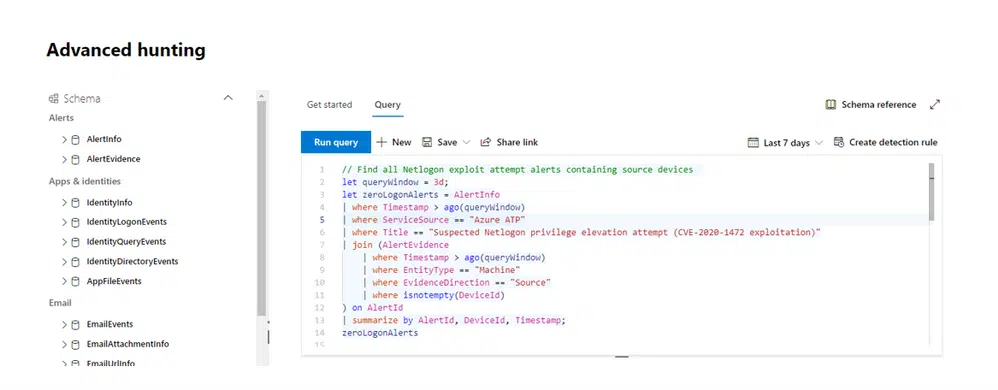 Advanced hunting
Schema
Alerts
AlertInfo
AlertEvidence
Apps & identities
IdentityInfo
IdentityLogonEvents
IdentityQueryEvents
IdentityDirectoryEvents
AppFileEvents
Email
EmailEvents
EmailAttachmentInfo
EmailUrlInfo
Get started Query
Schema reference
Run query New Save Share link
Last 7 days Create detection rule
1 // Find all Netlogon exploit attempt alerts containing source devices
2 let queryWindow = 3d;
3 let zeroLogonAlerts = AlertInfo
4 | where Timestamp > ago(queryWindow)
5 | where ServiceSource == "Azure ATP"
6 | where Title == "Suspected Netlogon privilege elevation attempt (CVE-2020-1472 exploitation)"
7 | join (AlertEvidence
8 | where Timestamp > ago(queryWindow)
9 | where EntityType == "Machine"
10 | where EvidenceDirection == "Source"
11 | where isnotempty(DeviceId)
12 ) on AlertId
13 | summarize by AlertId, DeviceId, Timestamp;
14 zeroLogonAlerts
15